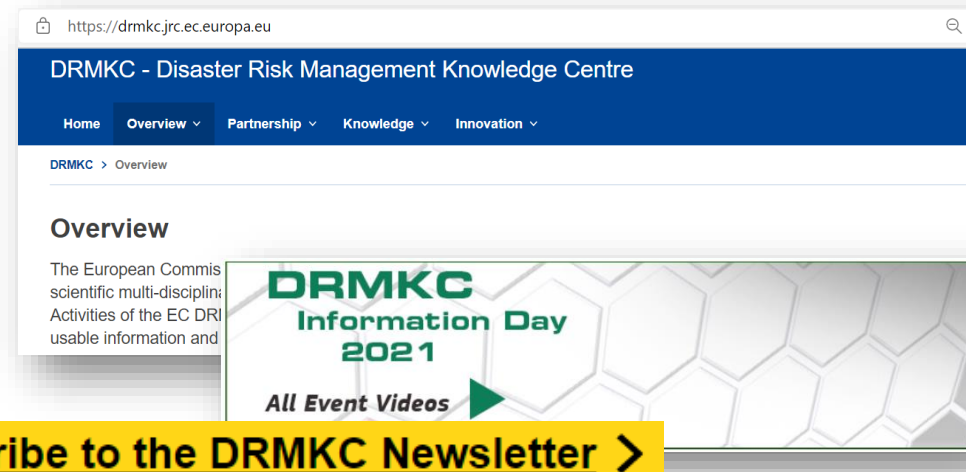 https://drmkc.jrc.ec.europa.eu
DRMKC - Disaster Risk Management Knowledge Centre
Home Overview Partnership Knowledge Innovation
DRMKC > Overview
Overview
The European Commis
scientific multi-disciplina
Activities of the EC DRI
usable information and
DRMKC
Information Day
2021
All Event Videos
ribe to the DRMKC Newsletter >